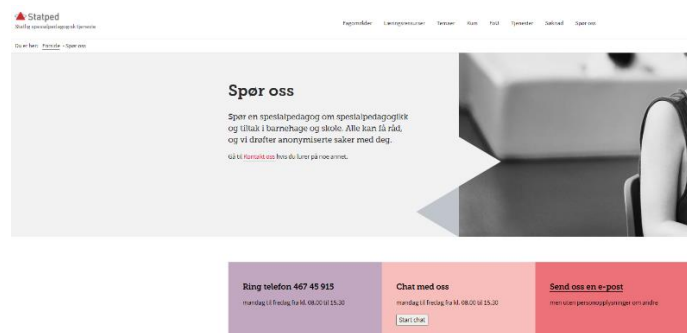 Statped
Statlig spesialpedagogisk tjeneste
Fagområder Læringsressurser Temaer Kurs FoU Tjenester Søknad Spør oss
Du er her: Forside › Spør oss
Spør oss
Spør en spesialpedagog om spesialpedagogikk
og tiltak i barnehage og skole. Alle kan få råd,
og vi drøfter anonymiserte saker med deg.
Gå til Kontakt oss hvis du lurer på noe annet.
Ring telefon 467 45 915
mandag til fredag fra kl. 08.00 til 15.30
Chat med oss
mandag til fredag fra kl. 08.00 til 15.30
Start chat
Send oss en e-post
men uten personopplysninger om andre